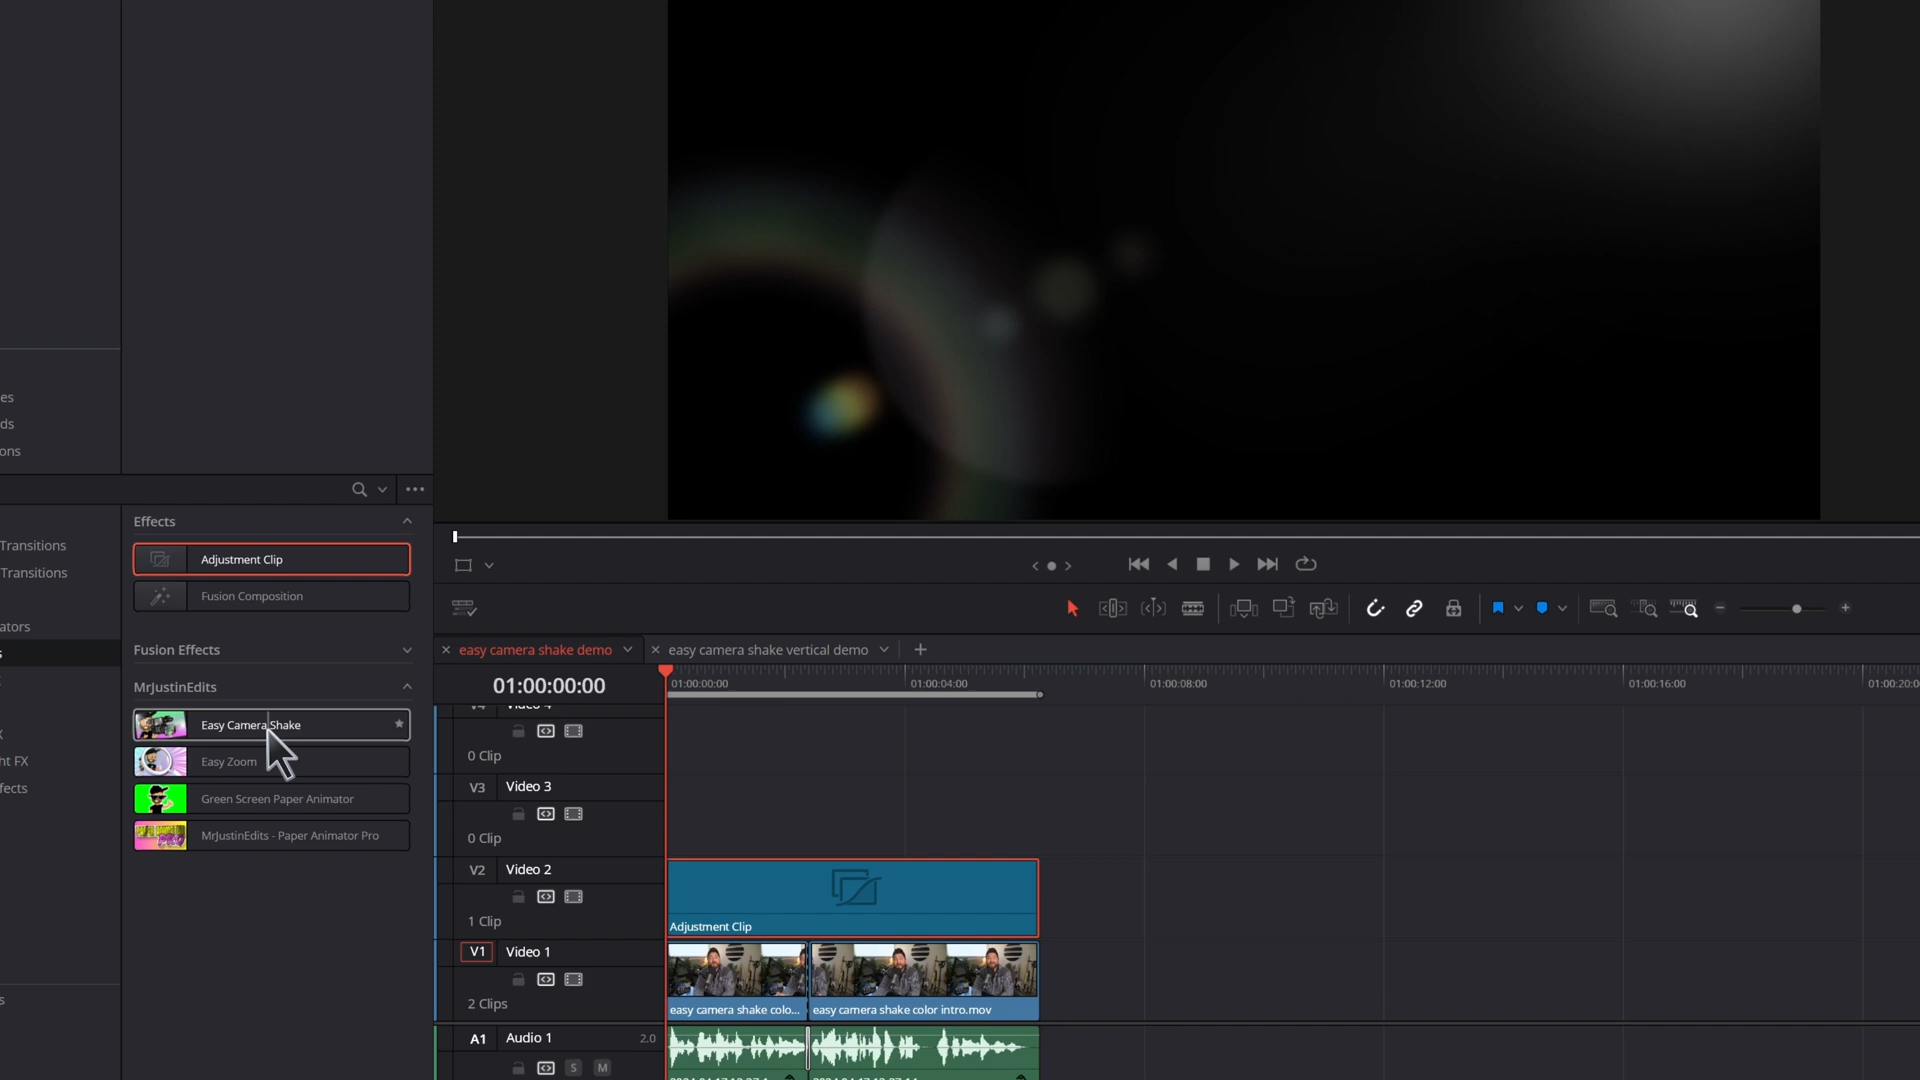 es
ds
ons
Transitions
Transitions
ators
s
X
ht FX
fects
s
Effects
Adjustment Clip
Fusion Composition
Fusion Effects
MrJustinEdits
Easy Camera Shake
Easy Zoom
Green Screen Paper Animator
MrJustinEdits - Paper Animator Pro
easy camera shake demo
easy camera shake vertical demo
01:00:00:00
01:00:00:00
01:00:04:00
01:00:08:00
01:00:12:00
01:00:16:00
01:00:20:0
0 Clip
V3 Video 3
0 Clip
V2 Video 2
1 Clip
Adjustment Clip
V1 Video 1
2 Clips
easy camera shake colo...
easy camera shake color intro.mov
A1 Audio 1 2.0
S M